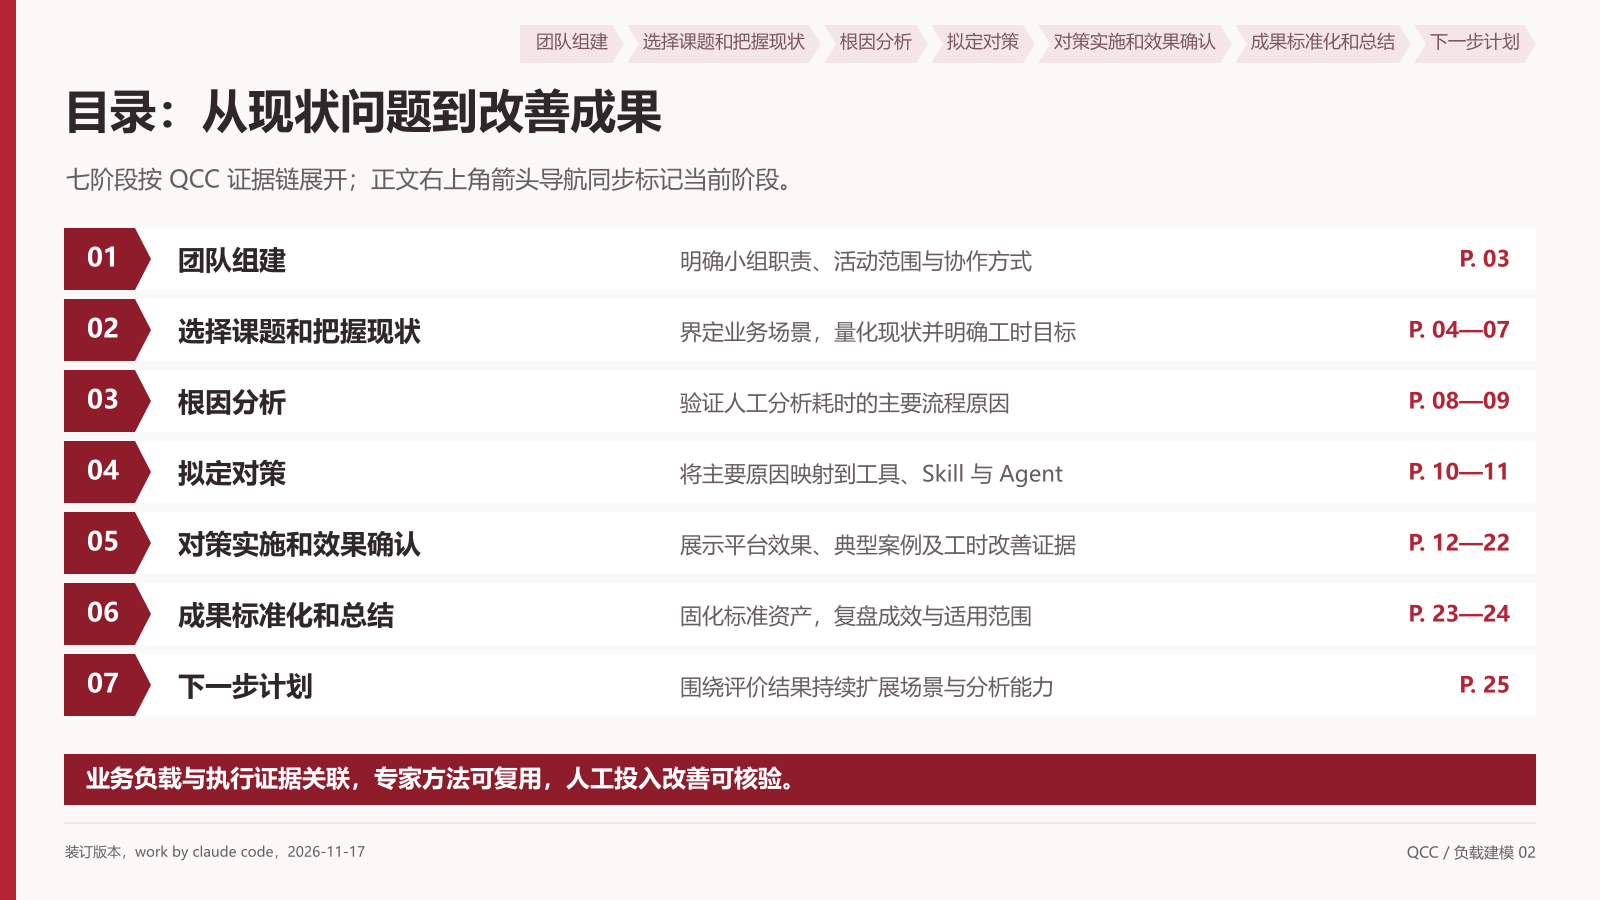 团队组建 选择课题和把握现状 根因分析 拟定对策 对策实施和效果确认 成果标准化和总结 下一步计划
目录：从现状问题到改善成果
七阶段按 QCC 证据链展开；正文右上角箭头导航同步标记当前阶段。
01 团队组建 明确小组职责、活动范围与协作方式 P. 03
02 选择课题和把握现状 界定业务场景，量化现状并明确工时目标 P. 04—07
03 根因分析 验证人工分析耗时的主要流程原因 P. 08—09
04 拟定对策 将主要原因映射到工具、Skill 与 Agent P. 10—11
05 对策实施和效果确认 展示平台效果、典型案例及工时改善证据 P. 12—22
06 成果标准化和总结 固化标准资产，复盘成效与适用范围 P. 23—24
07 下一步计划 围绕评价结果持续扩展场景与分析能力 P. 25
业务负载与执行证据关联，专家方法可复用，人工投入改善可核验。
装订版本，work by claude code，2026-11-17
QCC / 负载建模 02